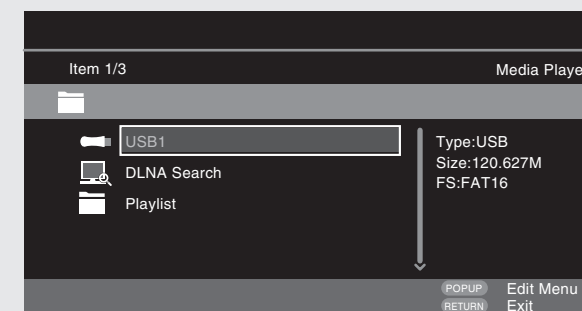 Item 1/3
Media Playe
USB1
DLNA Search
Playlist
Type:USB
Size:120.627M
FS:FAT16
POPUP Edit Menu
RETURN Exit